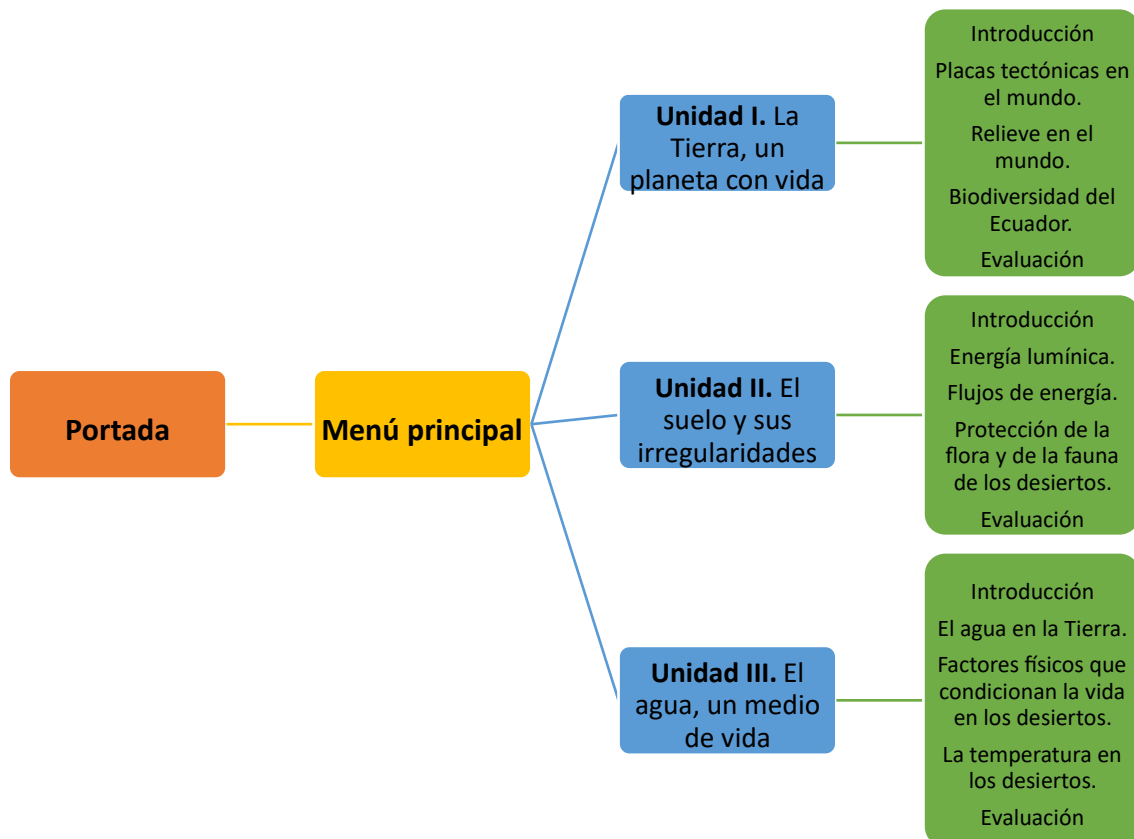 Portada
Menú principal
Unidad I. La
Tierra, un
planeta con vida
Introducción
Placas tectónicas en
el mundo.
Relieve en el
mundo.
Biodiversidad del
Ecuador.
Evaluación
Unidad II. El
suelo y sus
irregularidades
Introducción
Energía lumínica.
Flujos de energía.
Protección de la
flora y de la fauna
de los desiertos.
Evaluación
Unidad III. El
agua, un medio
de vida
Introducción
El agua en la Tierra.
Factores físicos que
condicionan la vida
en los desiertos.
La temperatura en
los desiertos.
Evaluación